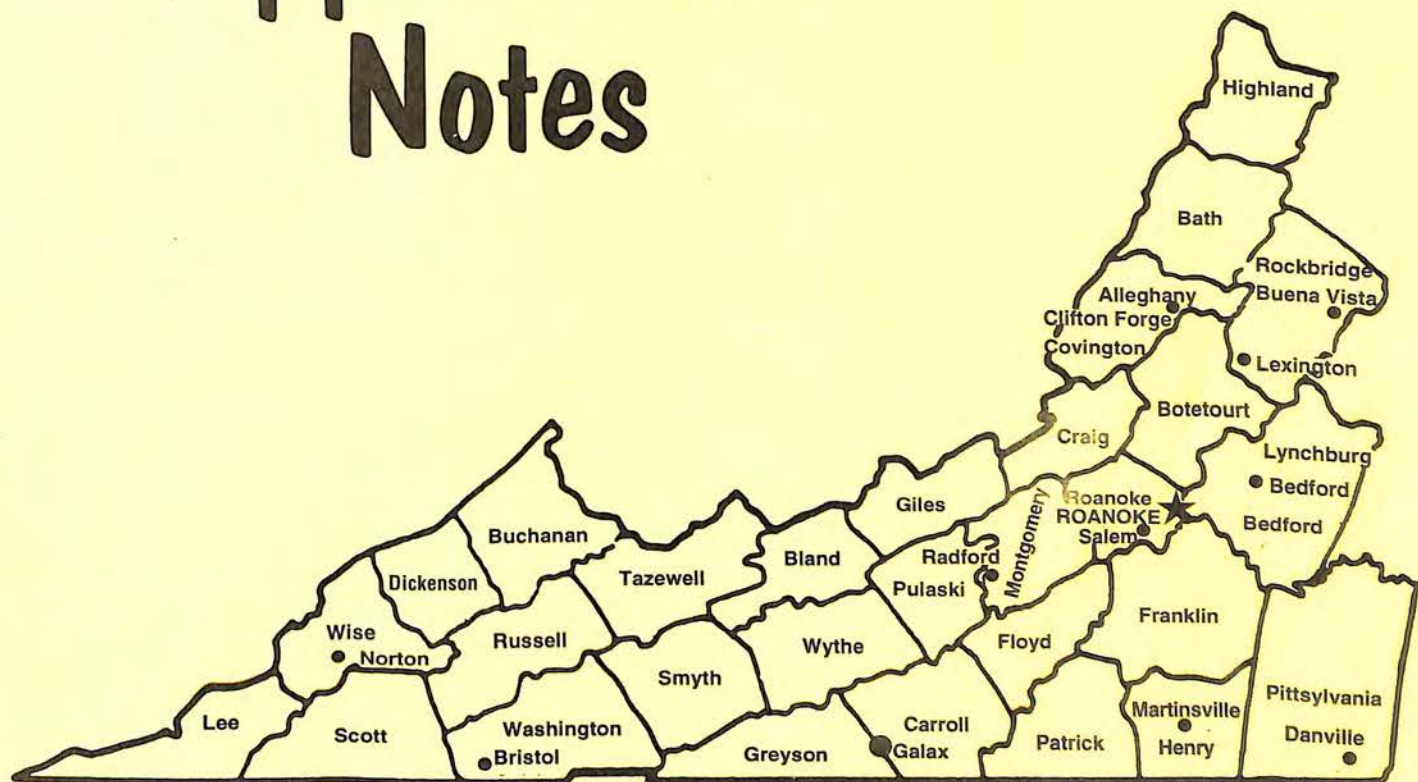 Notes
Highland
Bath
Rockbridge
Alleghany
Buena Vista
Clifton Forge
Covington
Lexington
Botetourt
Craig
Lynchburg
Bedford
Bedford
Giles
Roanoke
ROANOKE
Salem
Montgomery
Buchanan
Bland
Radford
Dickenson
Tazewell
Pulaski
Franklin
Wise
Norton
Russell
Wythe
Floyd
Smyth
Lee
Scott
Washington
Bristol
Greyson
Carroll
Galax
Patrick
Martinsville
Henry
Pittsylvania
Danville